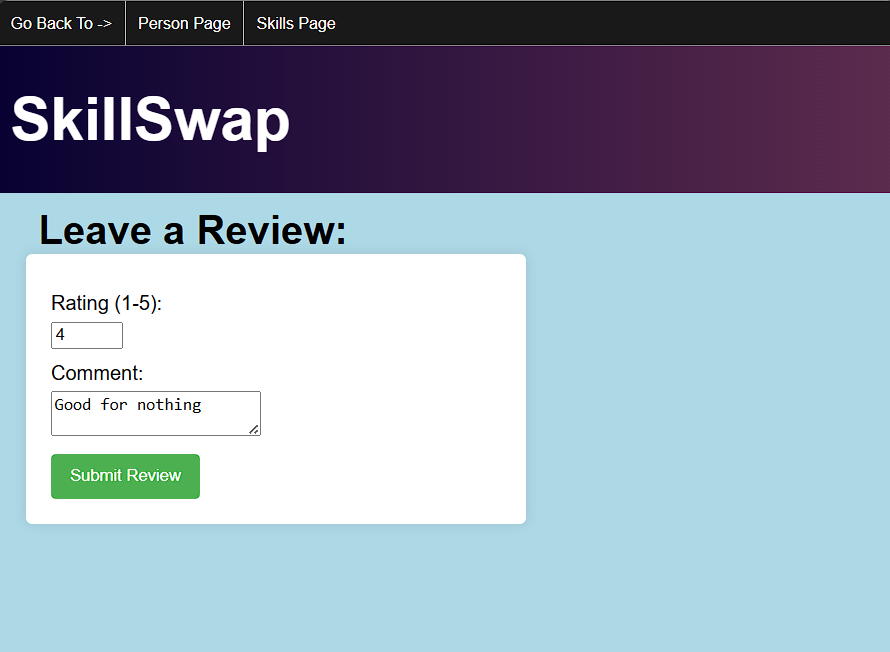 Go Back To -> Person Page Skills Page
SkillSwap
Leave a Review:
Rating (1-5):
4
Comment:
Good for nothing
Submit Review